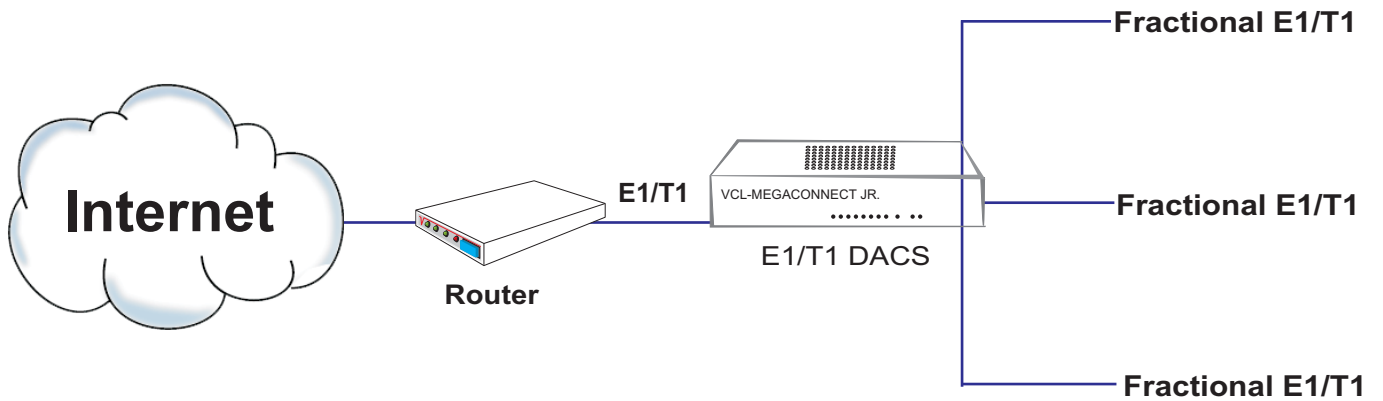 Fractional E1/T1
Internet
E1/T1
VCL-MEGACONNECT JR.
Fractional E1/T1
E1/T1 DACS
Router
Fractional E1/T1